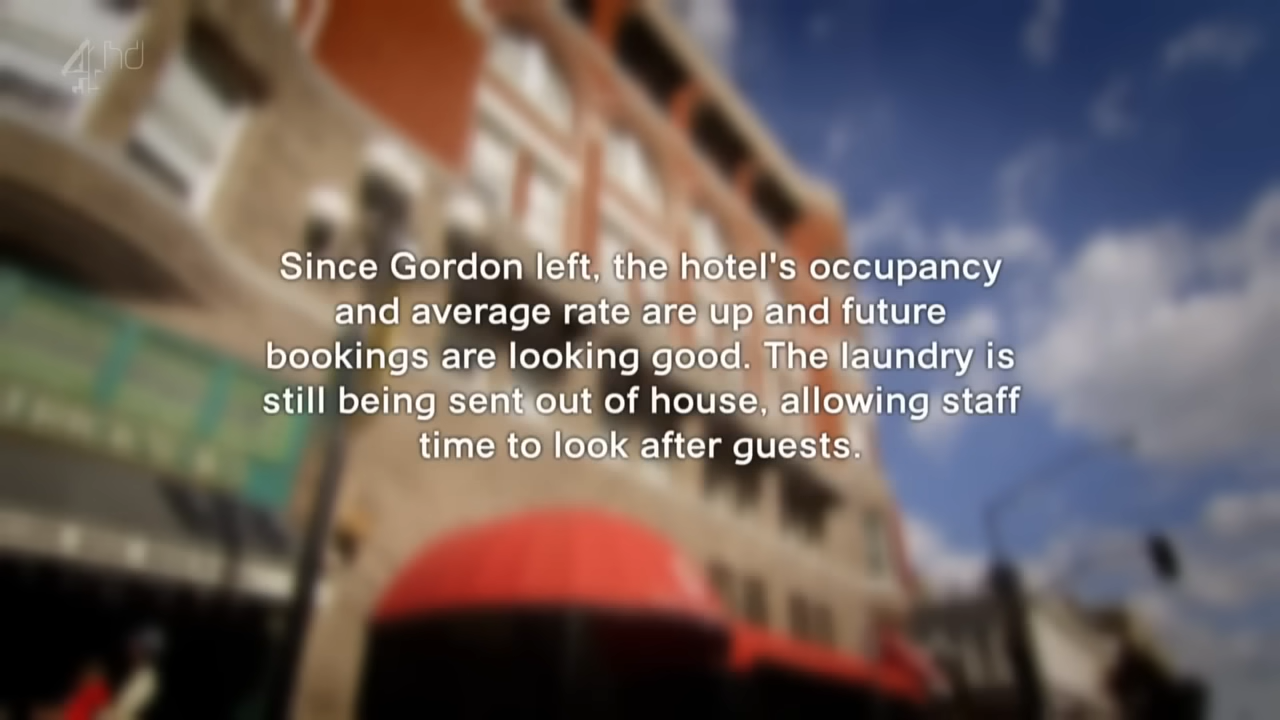 4hd
Since Gordon left, the hotel's occupancy
and average rate are up and future
bookings are looking good. The laundry is
still being sent out of house, allowing staff
time to look after guests.